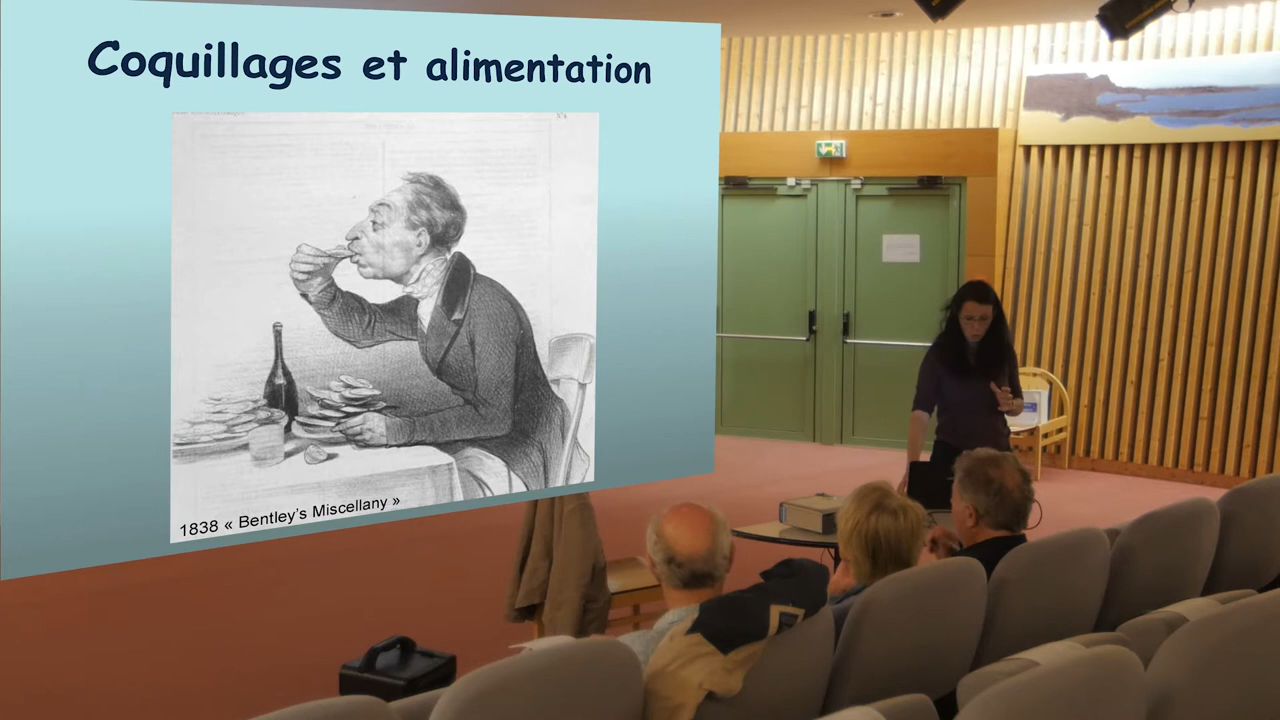 Coquillages et alimentation
1838 « Bentley's Miscellany »